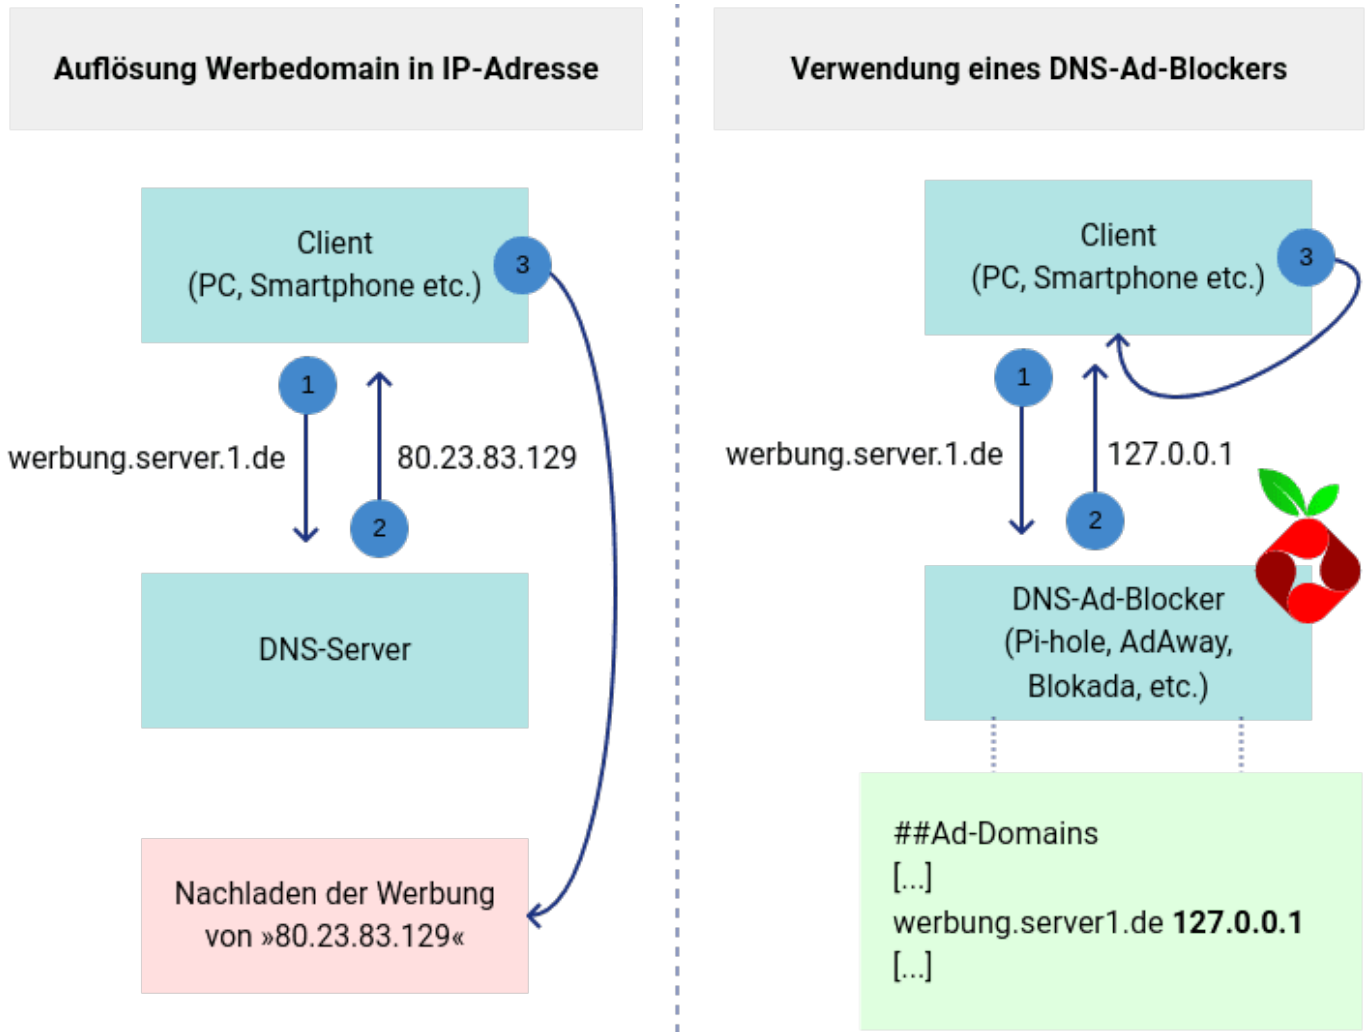 Auflösung Werbedomain in IP-Adresse
Client
(PC, Smartphone etc.)
3
1
werbung.server.1.de
80.23.83.129
2
DNS-Server
Nachladen der Werbung
von »80.23.83.129«
Verwendung eines DNS-Ad-Blockers
Client
(PC, Smartphone etc.)
3
1
werbung.server.1.de
127.0.0.1
2
DNS-Ad-Blocker
(Pi-hole, AdAway,
Blokada, etc.)
##Ad-Domains
[...]
werbung.server1.de 127.0.0.1
[...]